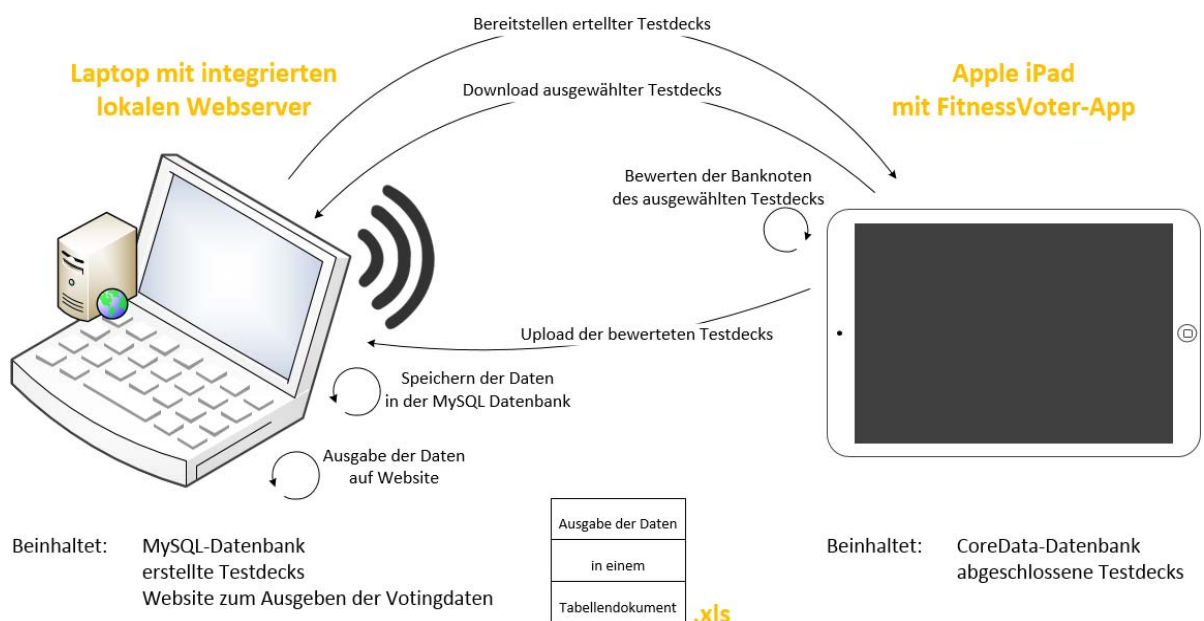 Bereitstellen ertellter Testdecks
Laptop mit integrierten
lokalen Webserver
Download ausgewählter Testdecks
Apple iPad
mit FitnessVoter-App
Bewerten der Banknoten
des ausgewählten Testdecks
Upload der bewerteten Testdecks
Speichern der Daten
in der MySQL Datenbank
Ausgabe der Daten
auf Website
Ausgabe der Daten
in einem
Tabellendokument
.xls
Beinhaltet: MySQL-Datenbank
erstellte Testdecks
Website zum Ausgeben der Votingdaten
Beinhaltet: CoreData-Datenbank
abgeschlossene Testdecks